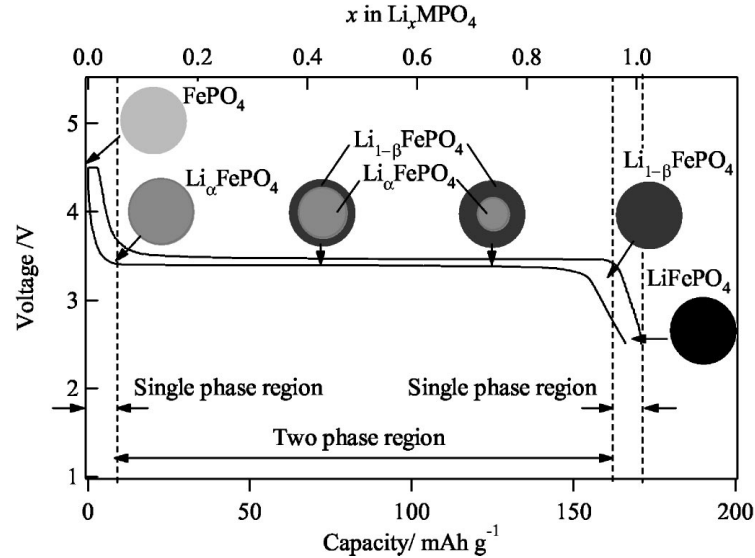 x in LixMPO4
0.0 0.2 0.4 0.6 0.8 1.0
FePO4
5
Li1−βFePO4
LiαFePO4
Li1−βFePO4
LiαFePO4
4
Voltage /V
LiFePO4
3
2
Single phase region
Single phase region
Two phase region
1
0 50 100 150 200
Capacity/ mAh g−1